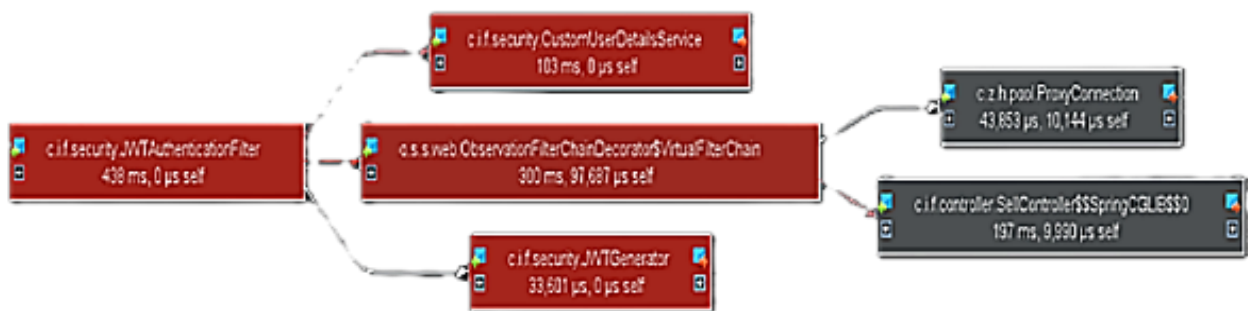 c.i.f.security.CustomUserDetailsService
103 ms, 0 µs self
c.z.h.pool.ProxyConnection
43,853 µs, 10,144 µs self
c.i.f.security.JWTAuthenticationFilter
438 ms, 0 µs self
o.s.s.web.ObservationFilterChainDecorator$VirtualFilterChain
300 ms, 97,687 µs self
c.i.f.controller.SellController$$SpringCGLIB$$0
197 ms, 9,990 µs self
c.i.f.security.JWTGenerator
33,601 µs, 0 µs self